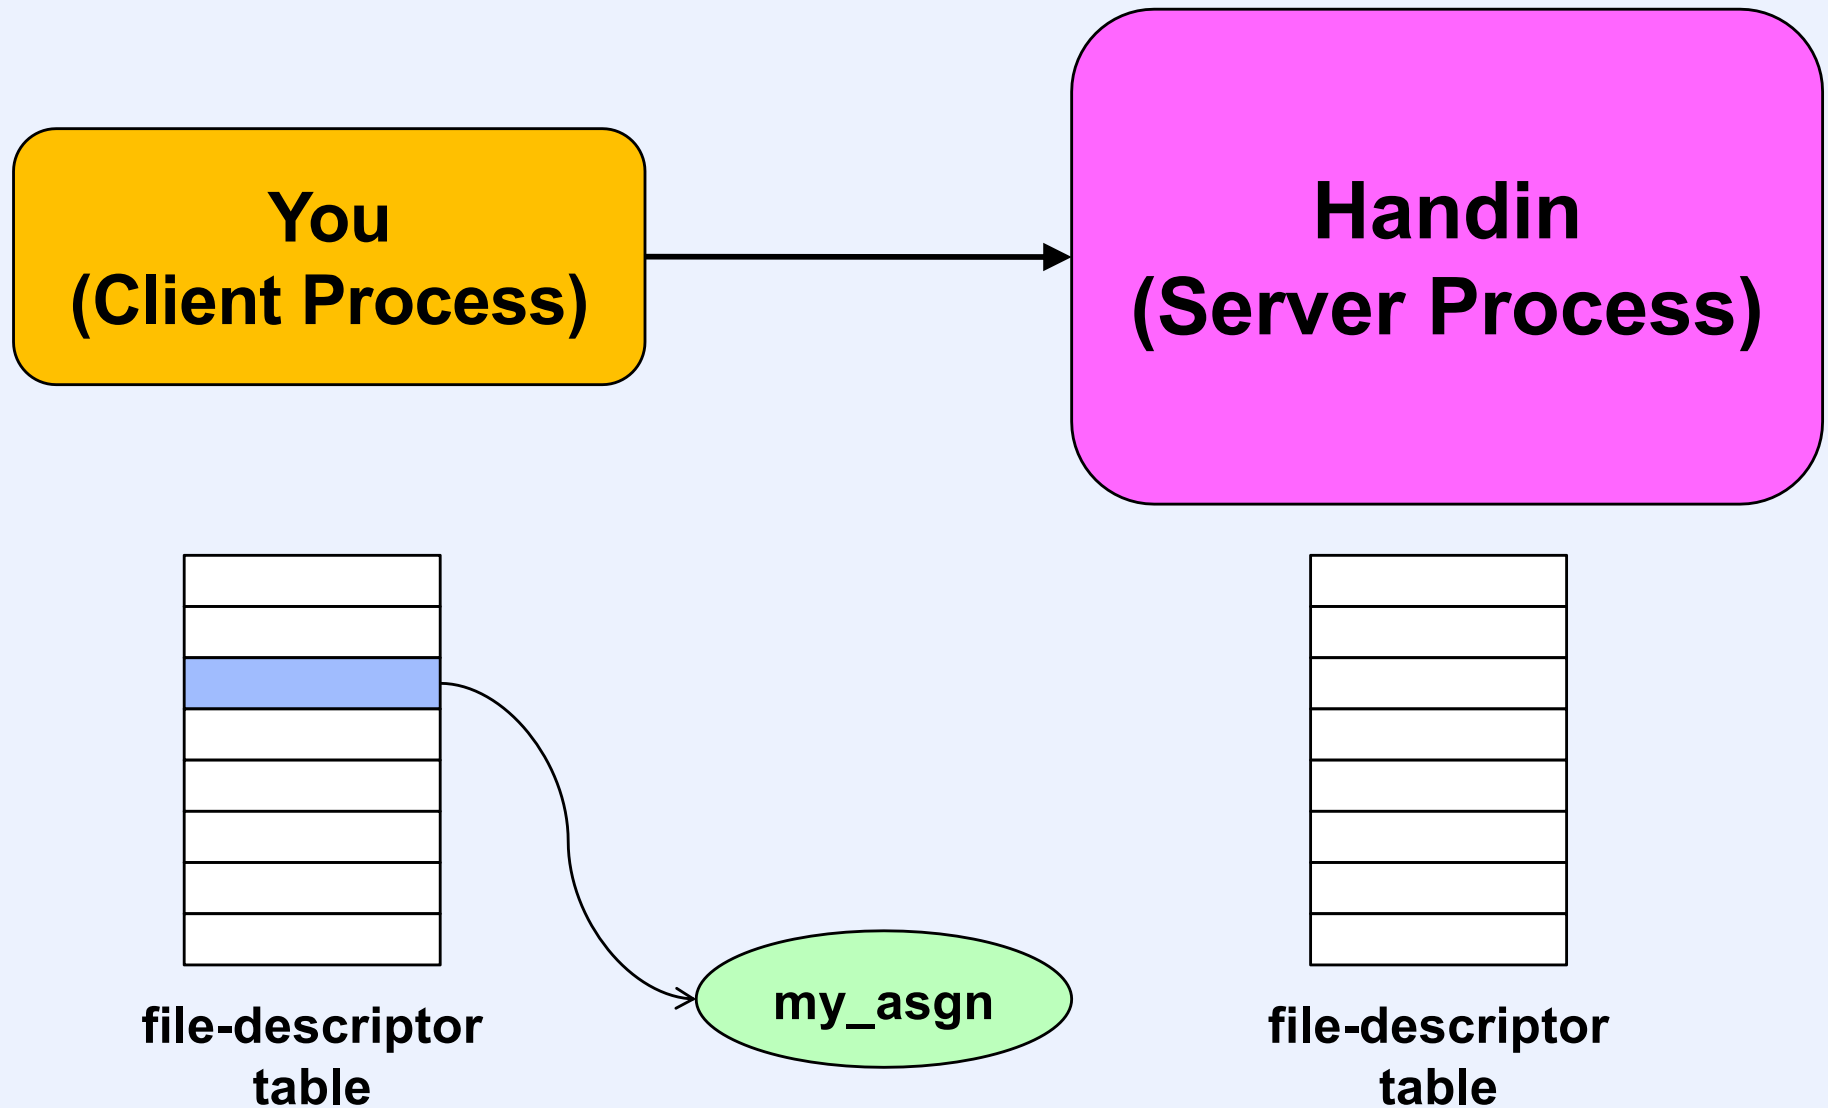 You
(Client Process)
Handin
(Server Process)
my_asgn
file-descriptor
table
file-descriptor
table